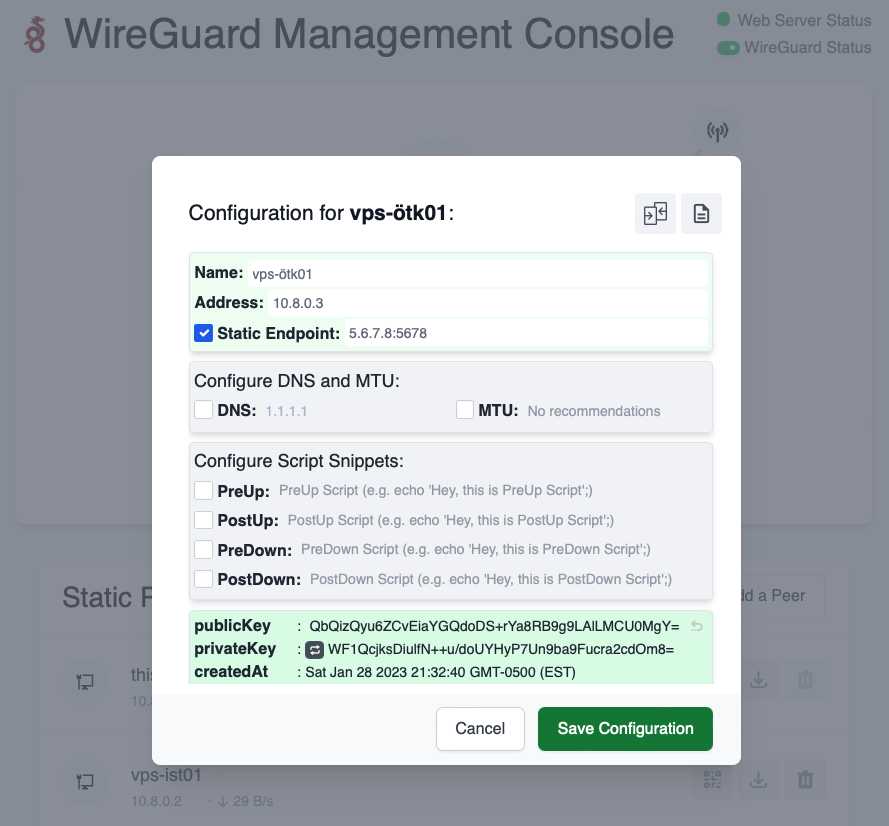 WireGuard Management Console
Web Server Status
WireGuard Status
Configuration for vps-ötk01:
Name: vps-ötk01
Address: 10.8.0.3
Static Endpoint: 5.6.7.8:5678
Configure DNS and MTU:
DNS: 1.1.1.1 MTU: No recommendations
Configure Script Snippets:
PreUp: PreUp Script (e.g. echo 'Hey, this is PreUp Script';)
PostUp: PostUp Script (e.g. echo 'Hey, this is PostUp Script';)
PreDown: PreDown Script (e.g. echo 'Hey, this is PreDown Script';)
PostDown: PostDown Script (e.g. echo 'Hey, this is PostDown Script';)
publicKey : QbQizQyu6ZCvEiaYGQdoDS+rYa8RB9g9LAlLMCU0MgY=
privateKey : WF1QcjksDiulfN++u/doUYHyP7Un9ba9Fucra2cdOm8=
createdAt : Sat Jan 28 2023 21:32:40 GMT-0500 (EST)
Cancel Save Configuration
Static
a Peer
10.8.0.2 · ↓ 29 B/s
vps-ist01